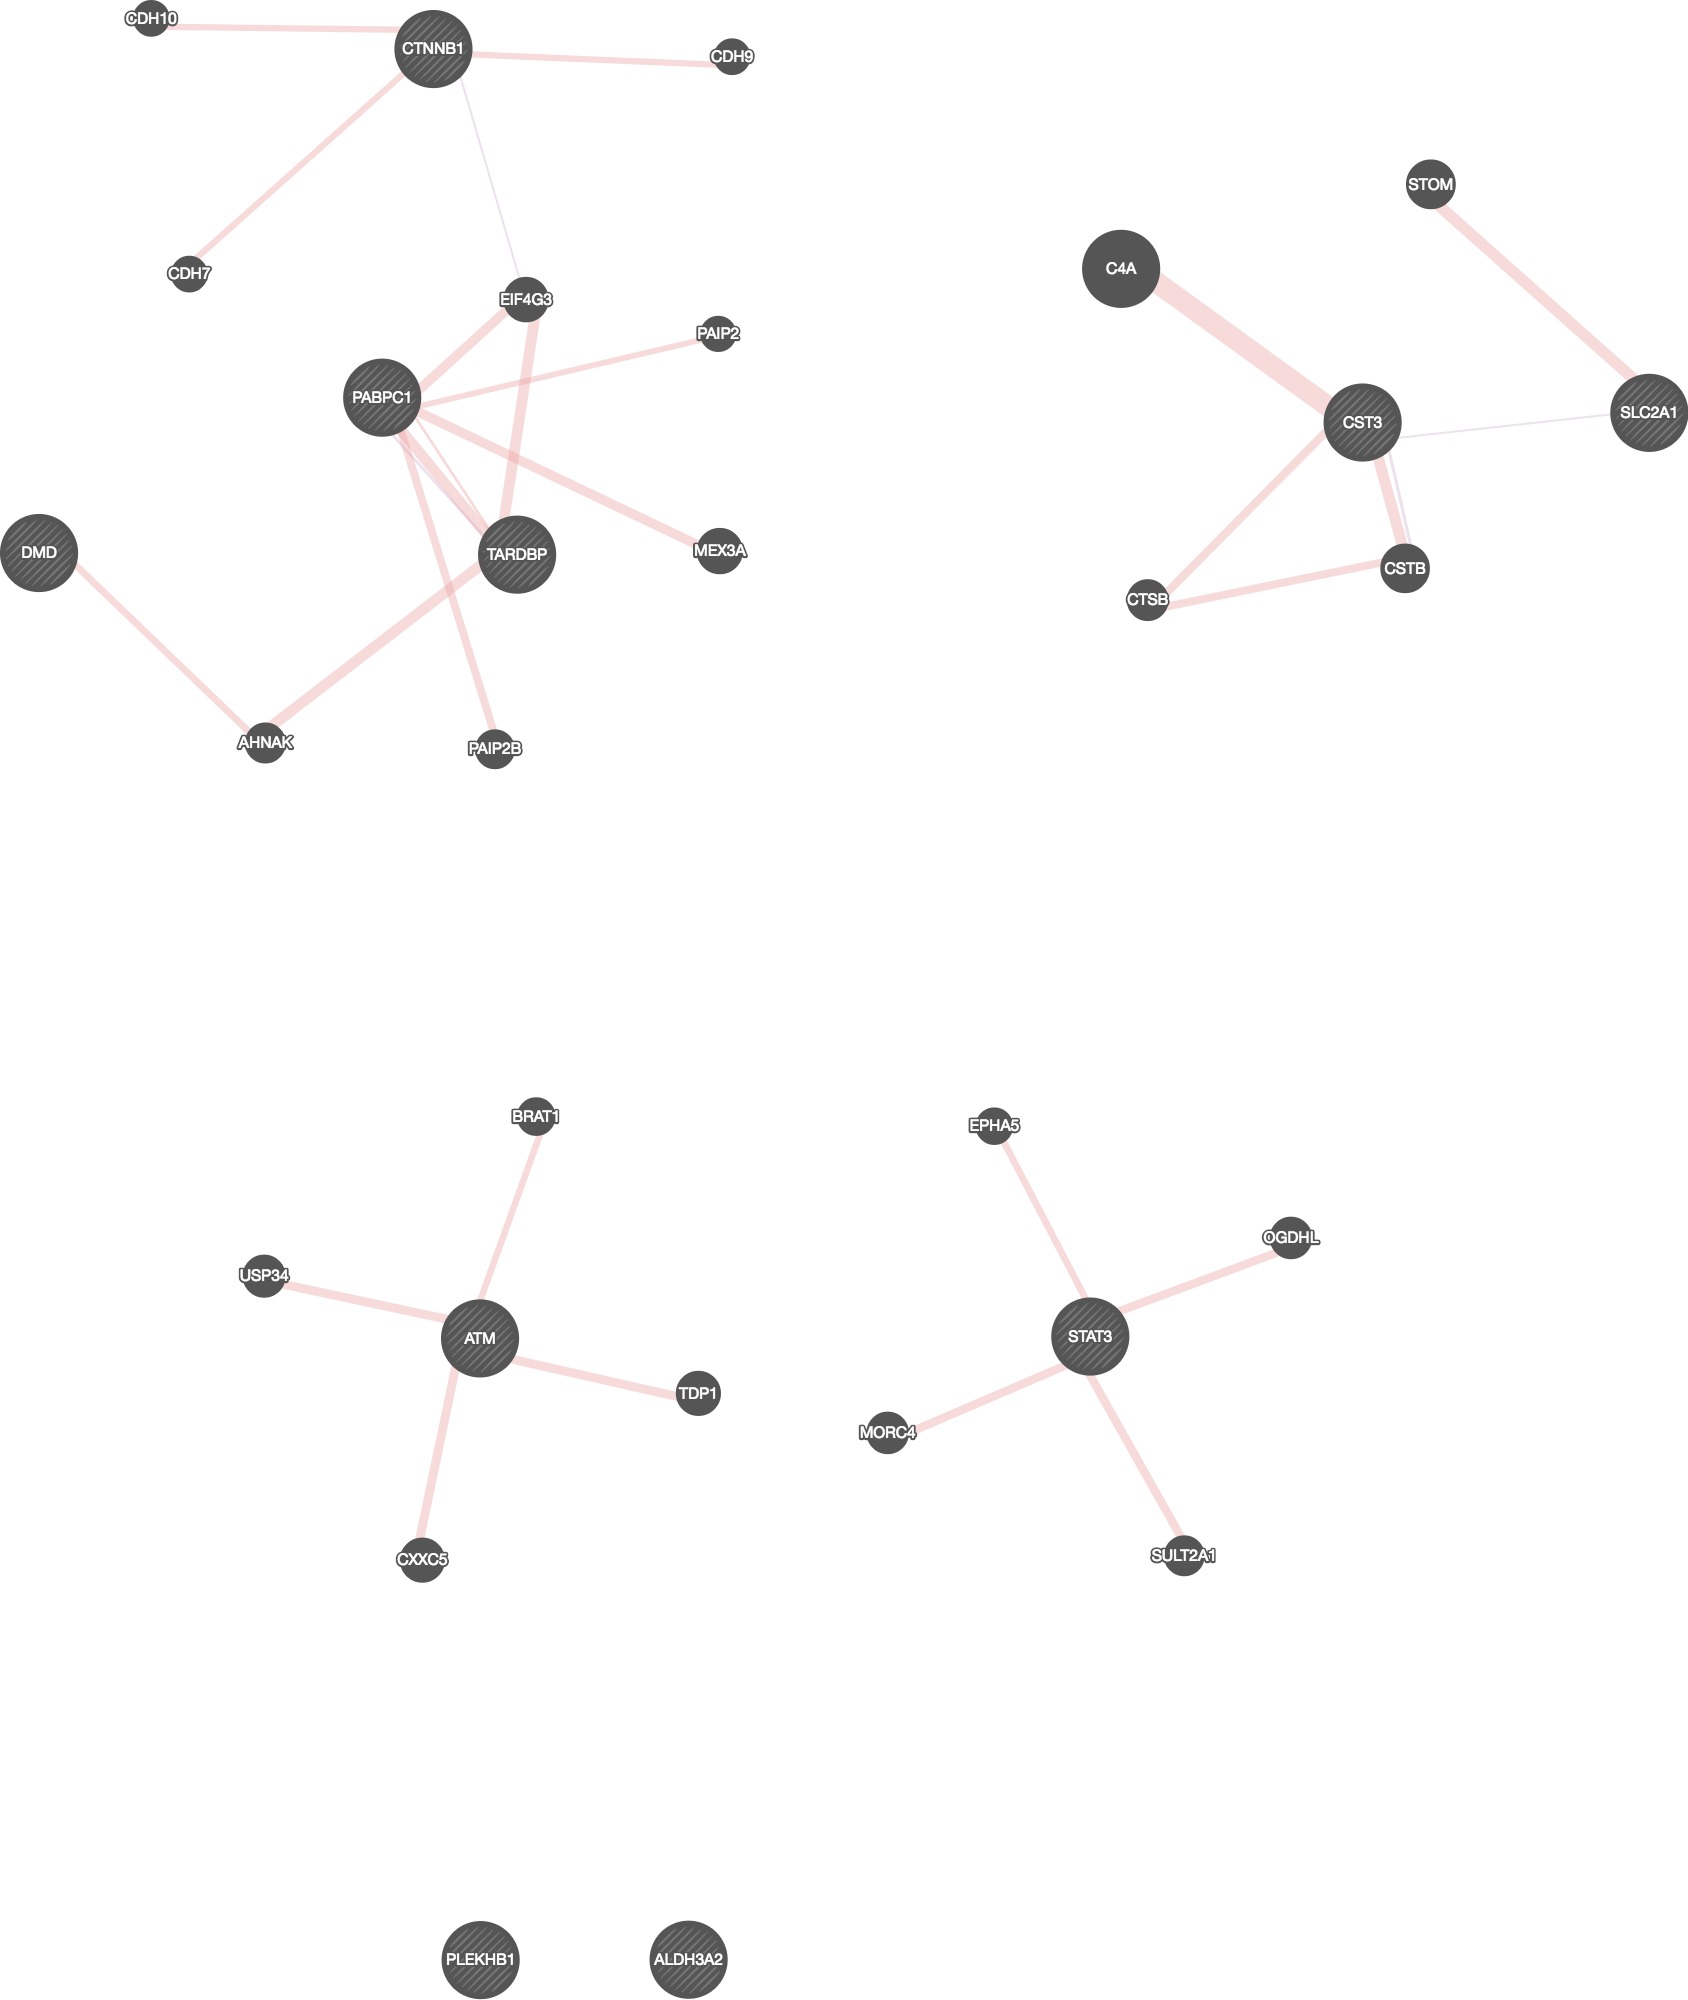 CDH10
CTNNB1
CDH9
STOM
C4A
CDH7
EIF4G3
PAIP2
PABPC1
SLC2A1
CST3
DMD
TARDBP
MEX3A
CSTB
CTSB
AHNAK
PAIP2B
BRAT1
EPHA5
OGDHL
USP34
ATM
STAT3
TDP1
MORC4
CXXC5
SULT2A1
PLEKHB1
ALDH3A2